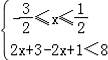 { -3/2 ≤ x ≤ 1/2
2x+3-2x+1<8